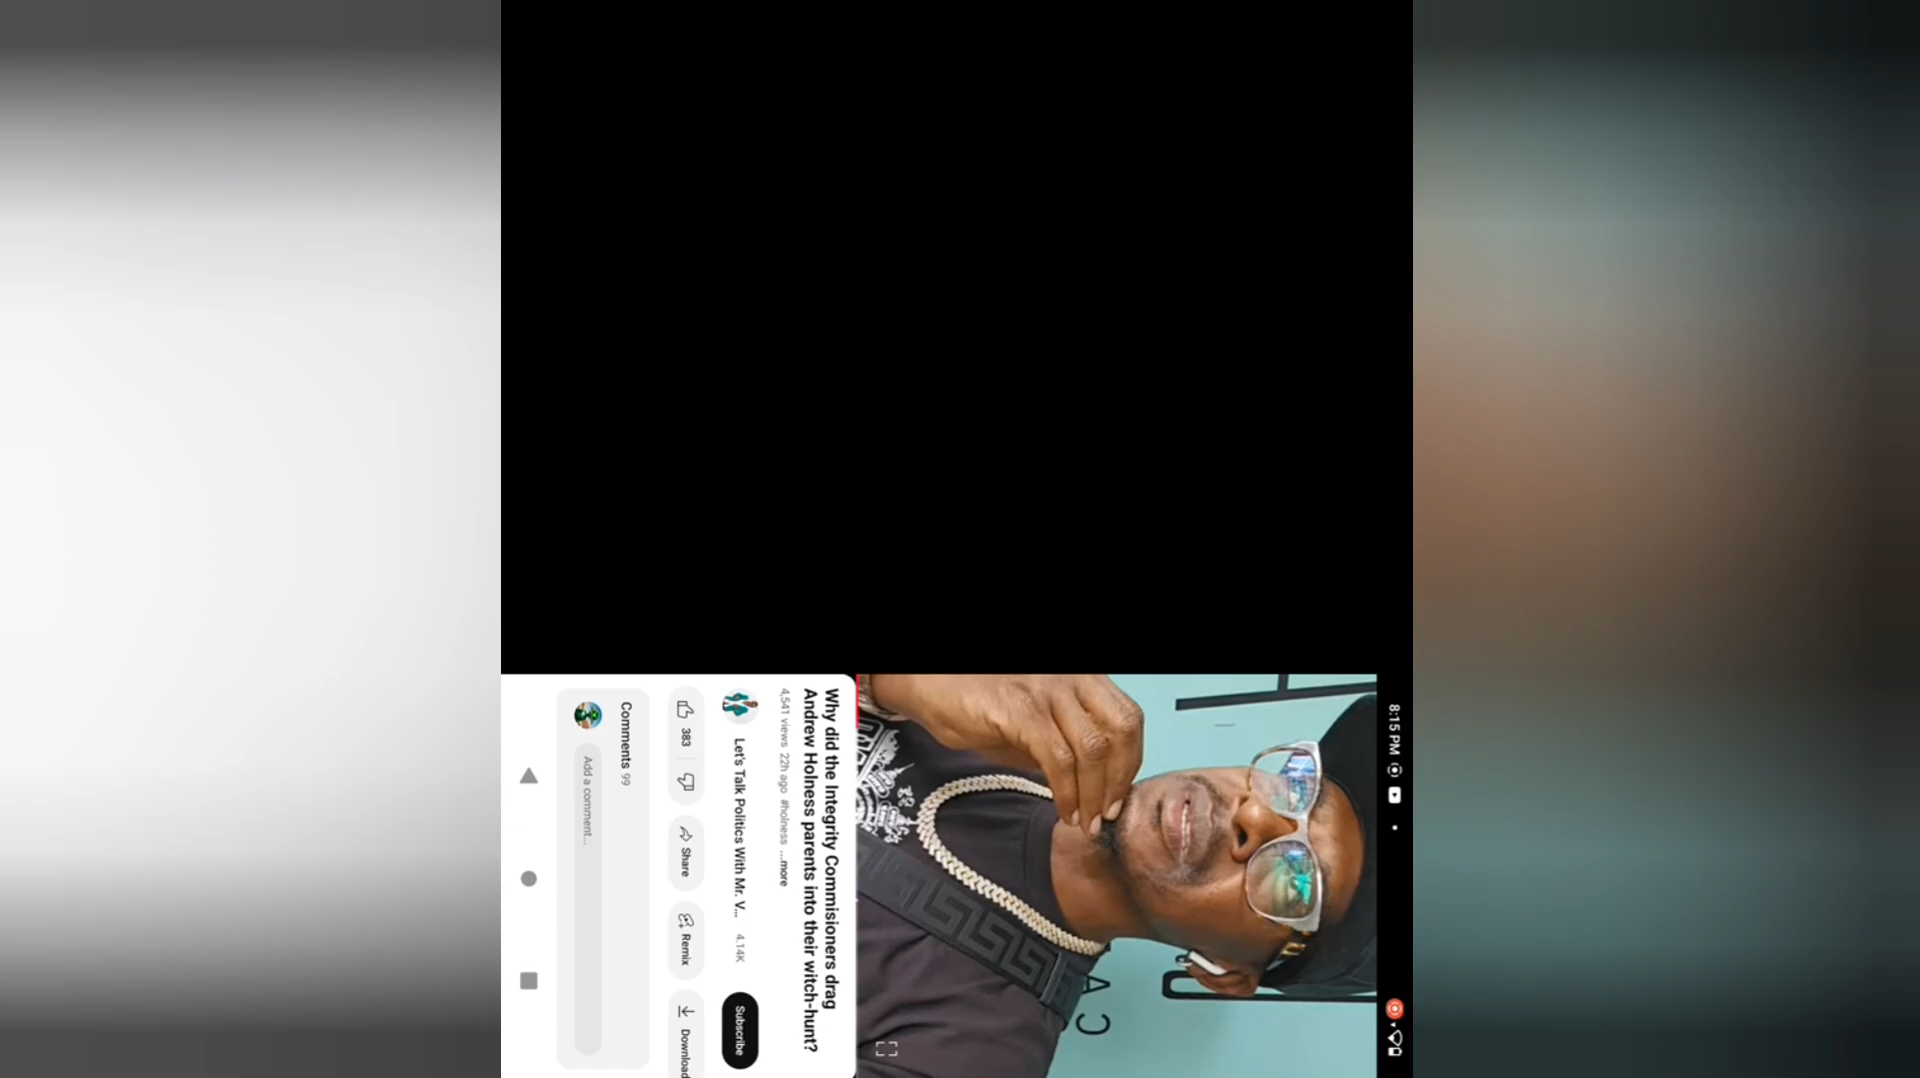 8:15 PM
C A
Why did the Integrity Commisioners drag
Andrew Holness parents into their witch-hunt?
4,541 views 22h ago #holness ...more
Let's Talk Politics With Mr. V... 4.14K Subscribe
383 Share Remix Download
Comments 99
Add a comment...